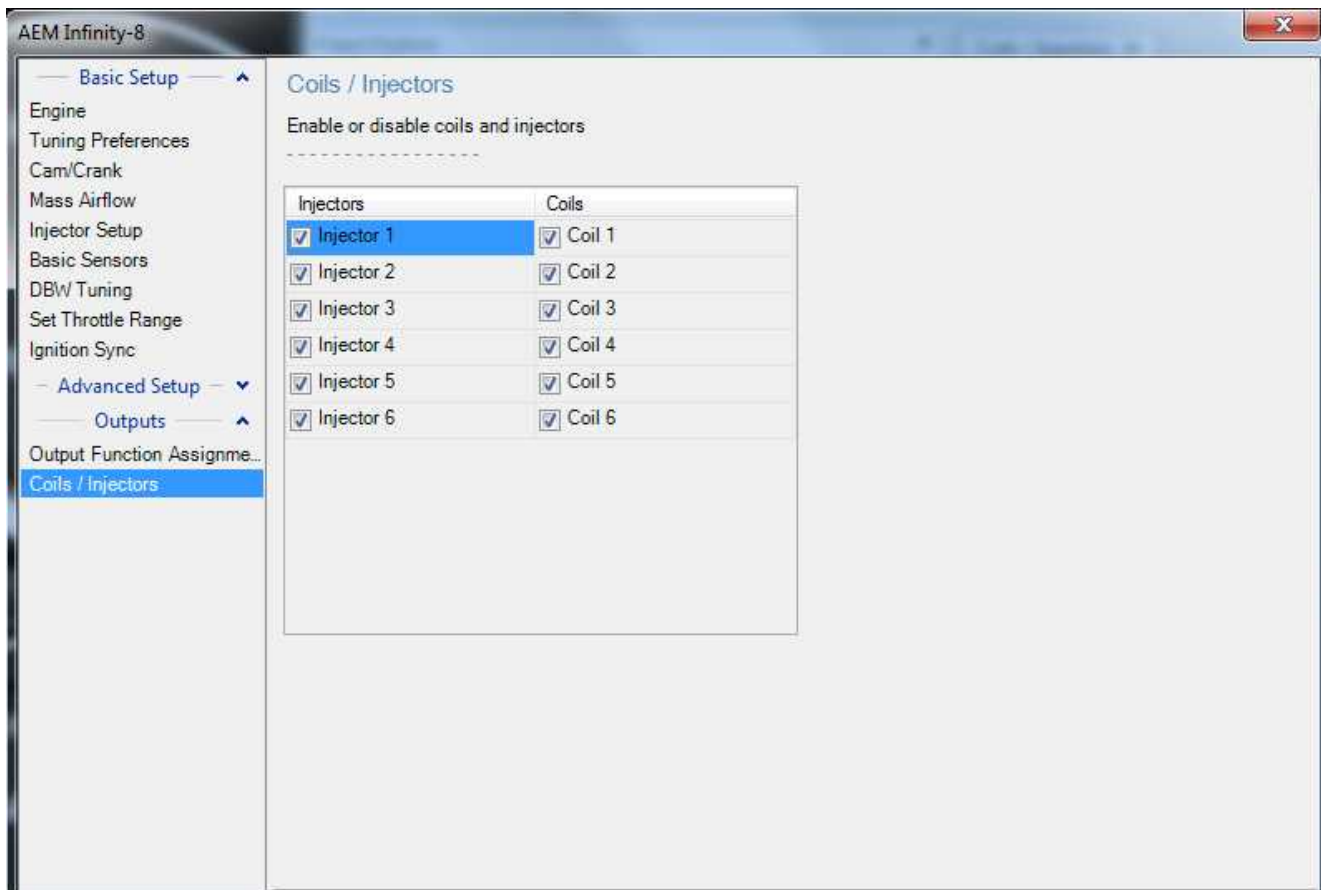 AEM Infinity-8
Basic Setup
Engine
Tuning Preferences
Cam/Crank
Mass Airflow
Injector Setup
Basic Sensors
DBW Tuning
Set Throttle Range
Ignition Sync
Advanced Setup
Outputs
Output Function Assignme...
Coils / Injectors
Coils / Injectors
Enable or disable coils and injectors
Injectors Coils
Injector 1 Coil 1
Injector 2 Coil 2
Injector 3 Coil 3
Injector 4 Coil 4
Injector 5 Coil 5
Injector 6 Coil 6